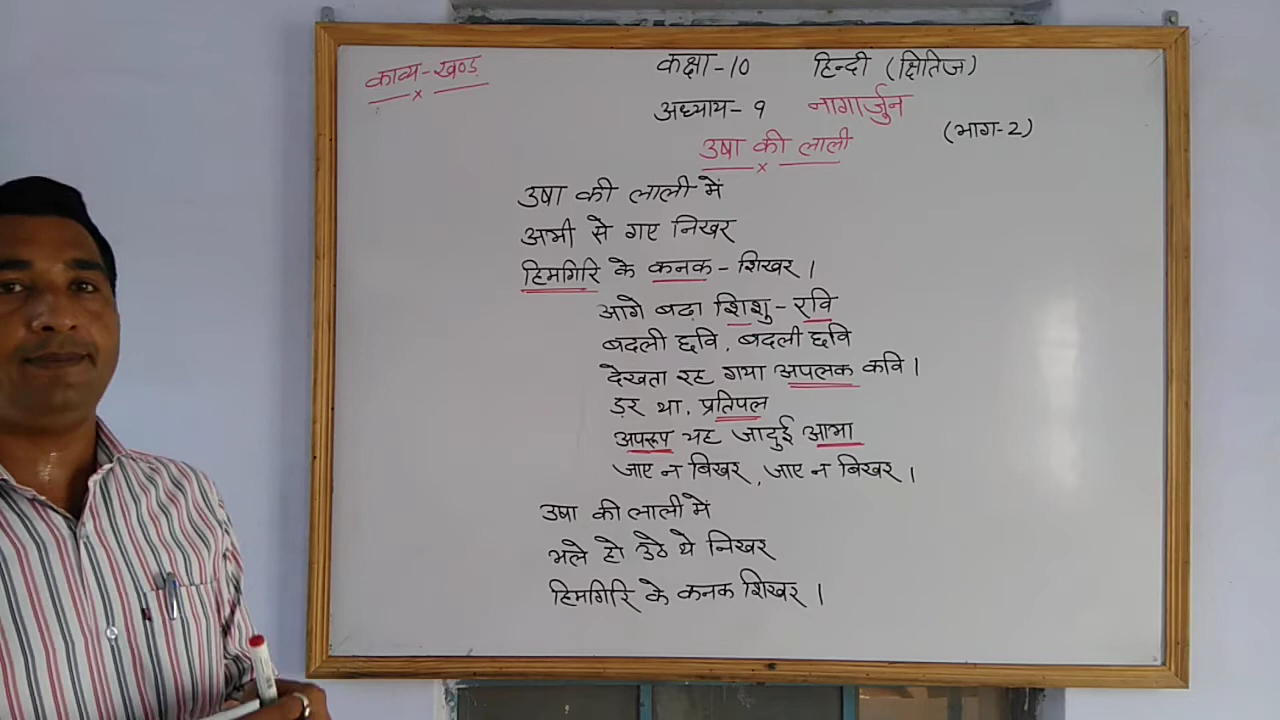 काव्य-खण्ड
कक्षा-10 हिन्दी (क्षितिज)
अध्याय-9 नागार्जुन
(भाग-2)
उषा की लाली
उषा की लाली में
अभी से गए निखर
हिमगिरि के कनक-शिखर।
आगे बढ़ा शिशु-रवि
बदली छवि, बदली छवि
देखता रह गया अपलक कवि।
ड़र था, प्रतिपल
अपरूप यह जादुई आभा
जाए न बिखर, जाए न बिखर।
उषा की लाली में
भले हो उठे थे निखर
हिमगिरि के कनक शिखर।